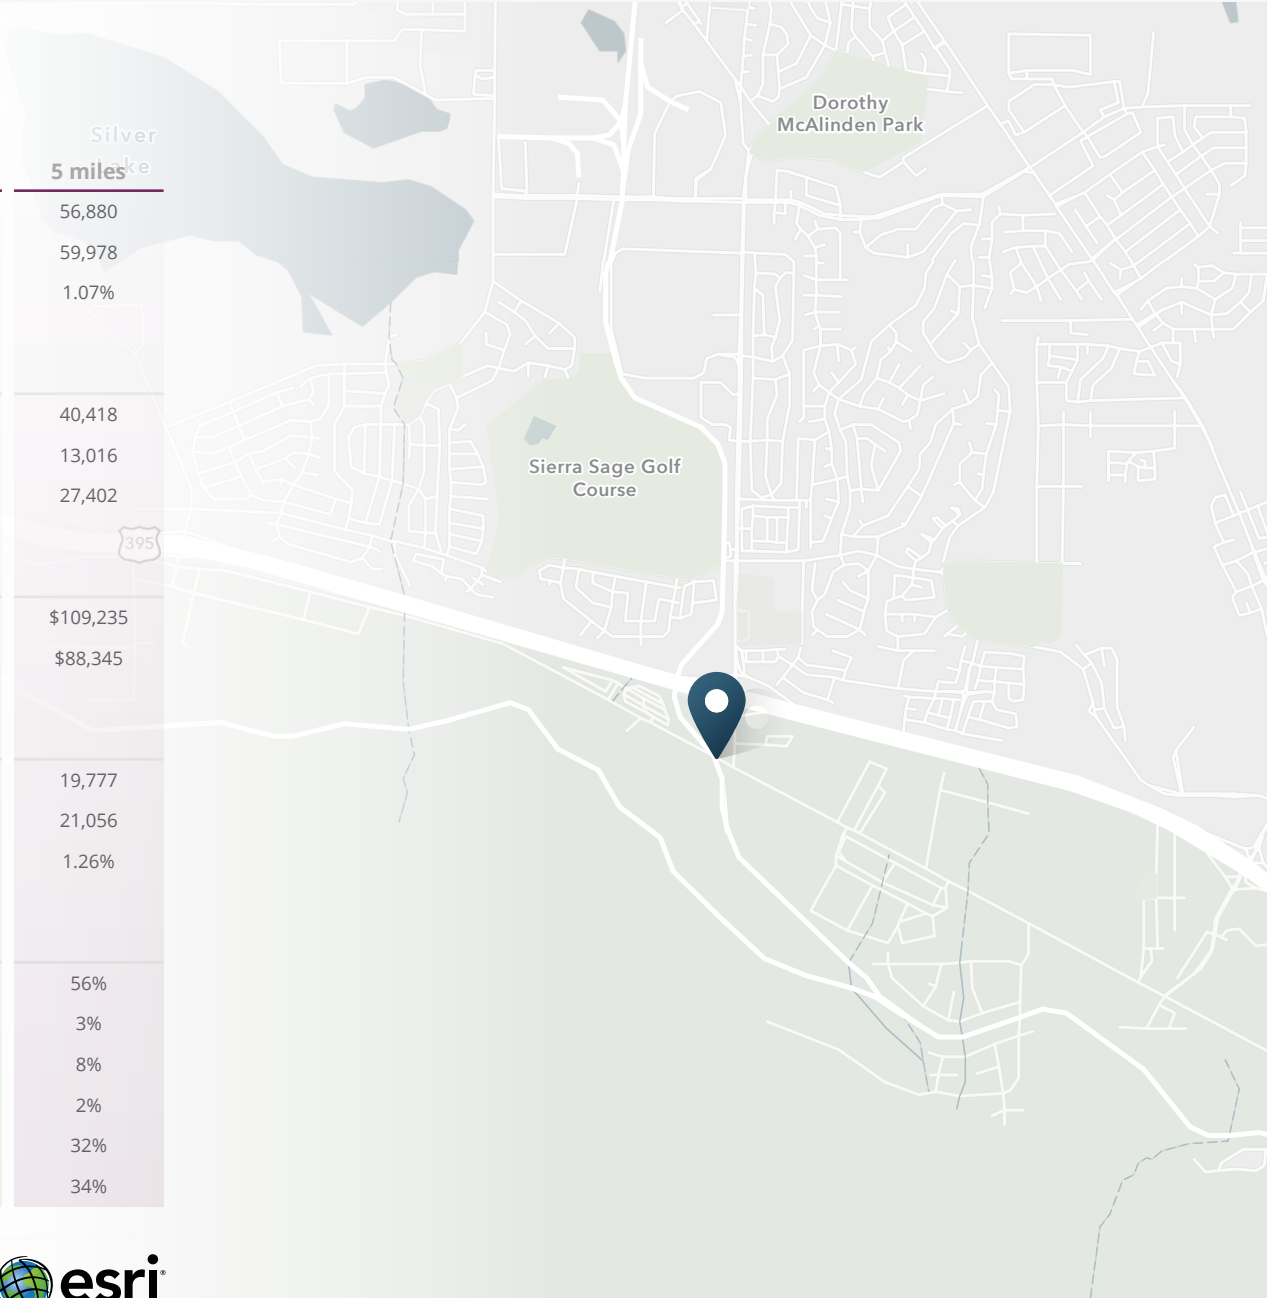 Silver
Lake
5 miles
56,880
59,978
1.07%
40,418
13,016
27,402
$109,235
$88,345
19,777
21,056
1.26%
56%
3%
8%
2%
32%
34%
395
Dorothy
McAlinden Park
Sierra Sage Golf
Course
esri®